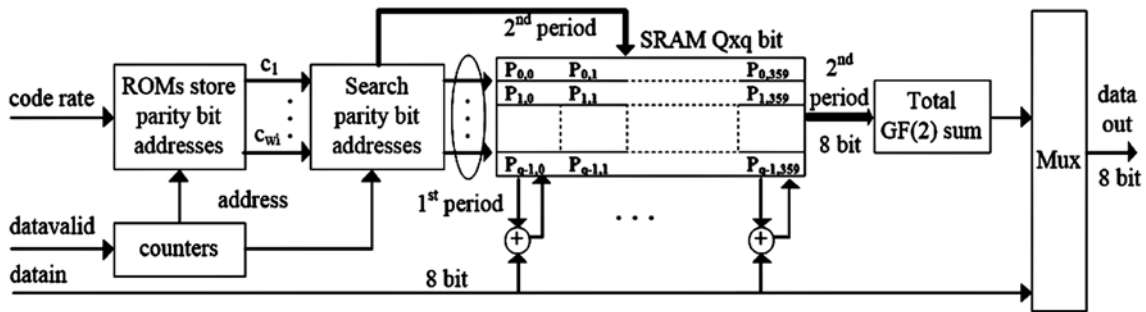 2nd period
SRAM Qxq bit
code rate
ROMs store
parity bit
addresses
c1
cwi
Search
parity bit
addresses
P0,0 P0,1 P0,359
P1,0 P1,1 P1,359
Pq-1,0 Pq-1,1 Pq-1,359
2nd
period
8 bit
Total
GF(2) sum
Mux
data
out
8 bit
address
1st period
datavalid
counters
datain
8 bit